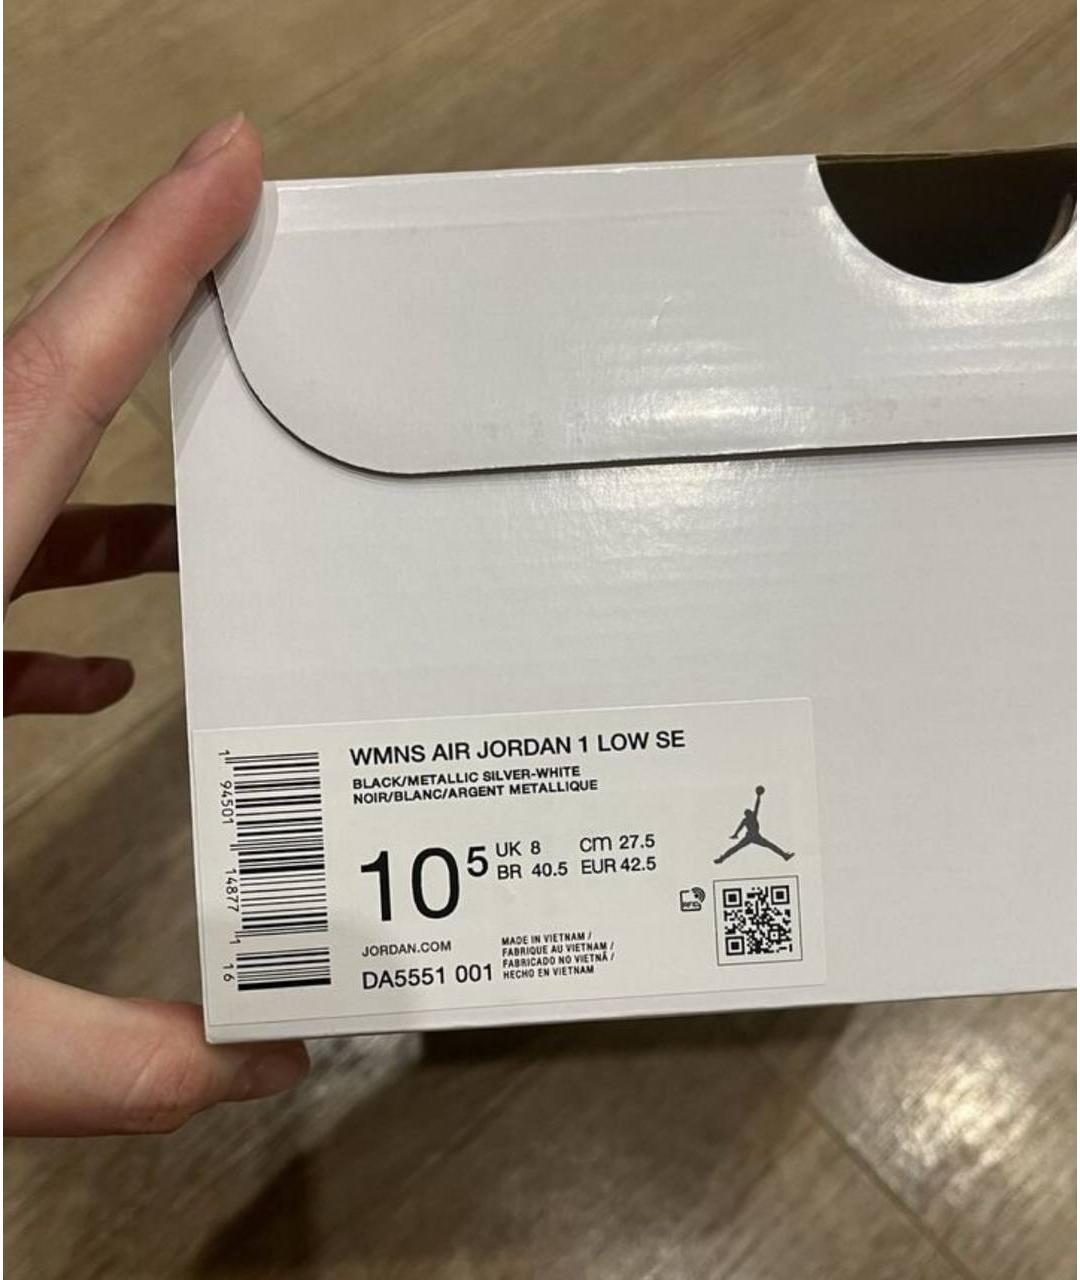 WMNS AIR JORDAN 1 LOW SE
BLACK/METALLIC SILVER-WHITE
NOIR/BLANC/ARGENT METALLIQUE
10 5
UK 8 cm 27.5
BR 40.5 EUR 42.5
JORDAN.COM
DA5551 001
MADE IN VIETNAM /
FABRIQUE AU VIETNAM /
FABRICADO NO VIETNÃ /
HECHO EN VIETNAM
RFID
1 94501 14877 1 16